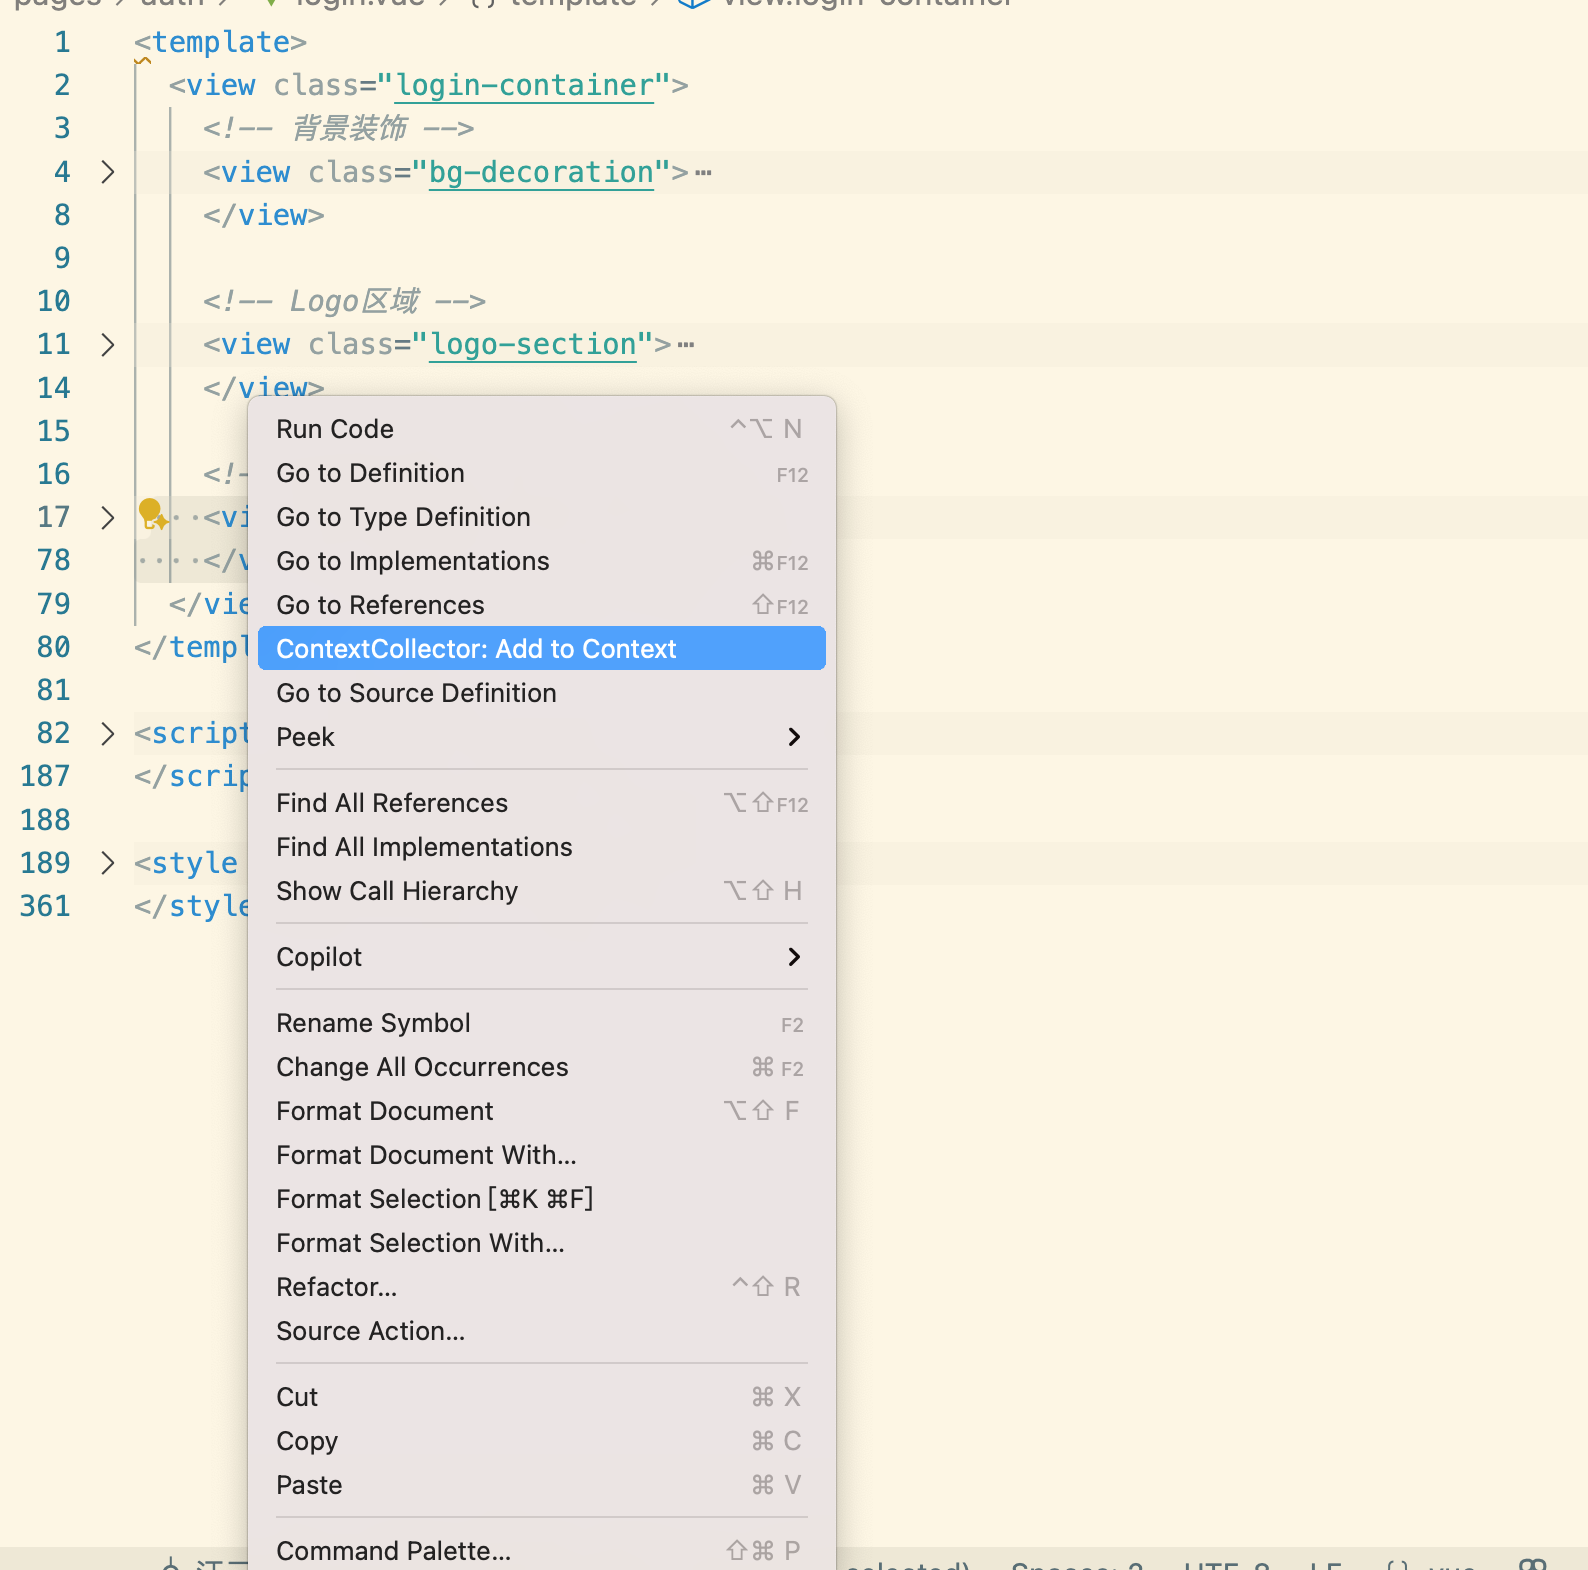 pages > auth > login.vue > {} template > view.login-container
1 <template>
2 <view class="login-container">
3 <!-- 背景装饰 -->
4 <view class="bg-decoration">…
8 </view>
9
10 <!-- Logo区域 -->
11 <view class="logo-section">…
14 </view>
15
16 <!-
17 <vi
78 </v
79 </vie
80 </templ
81
82 <script
187 </scrip
188
189 <style
361 </style
Run Code ^⌥ N
Go to Definition F12
Go to Type Definition
Go to Implementations ⌘F12
Go to References ⇧F12
ContextCollector: Add to Context
Go to Source Definition
Peek
Find All References ⌥⇧F12
Find All Implementations
Show Call Hierarchy ⌥⇧ H
Copilot
Rename Symbol F2
Change All Occurrences ⌘ F2
Format Document ⌥⇧ F
Format Document With...
Format Selection [⌘K ⌘F]
Format Selection With...
Refactor... ^⇧ R
Source Action...
Cut ⌘ X
Copy ⌘ C
Paste ⌘ V
Command Palette... ⇧⌘ P
selected) Spaces: 2 UTF-8 LF {} vue